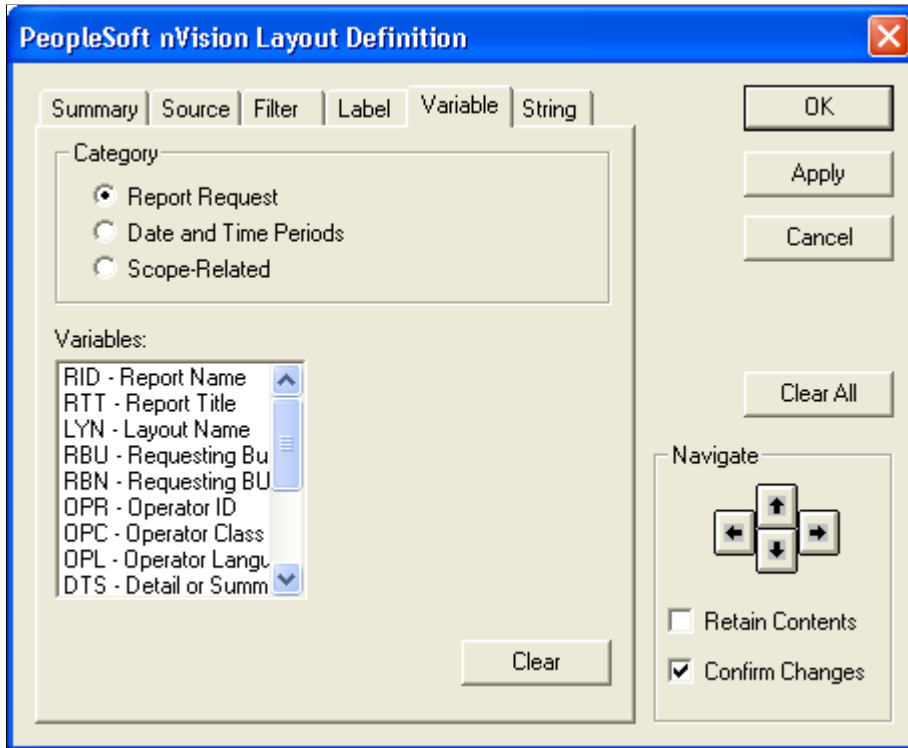 PeopleSoft nVision Layout Definition
Summary Source Filter Label Variable String
OK
Category
Apply
Report Request
Date and Time Periods
Cancel
Scope-Related
Variables:
RID - Report Name
RTT - Report Title
Clear All
LYN - Layout Name
RBU - Requesting Bu
RBN - Requesting BU
Navigate
OPR - Operator ID
OPC - Operator Class
OPL - Operator Langu
DTS - Detail or Summ
Retain Contents
Clear
Confirm Changes